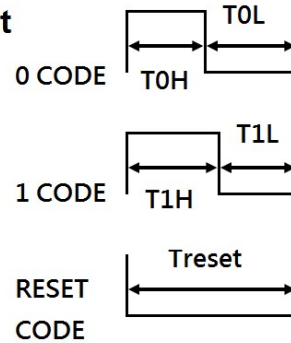 t
T0L
0 CODE
T0H
T1L
1 CODE
T1H
Treset
RESET
CODE